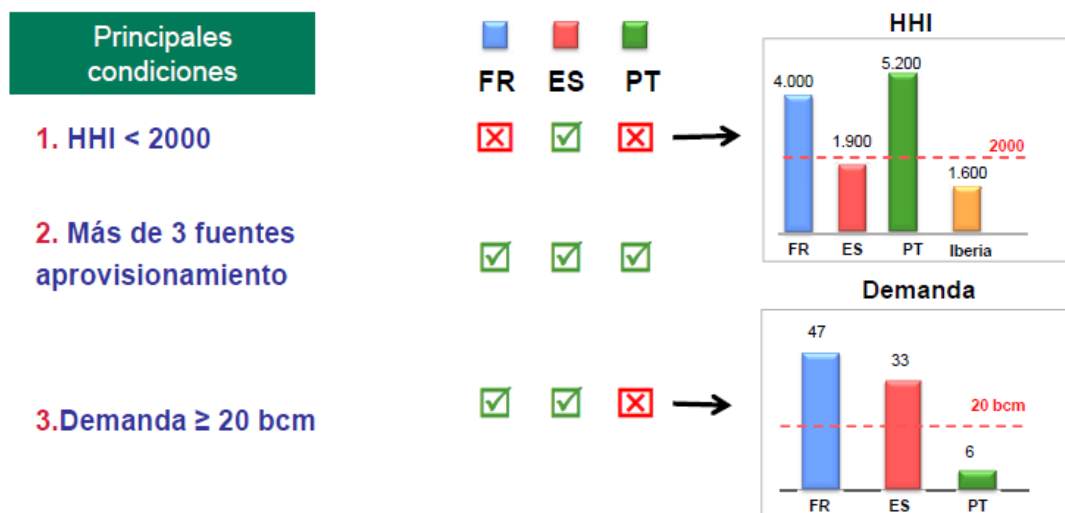 Principales
condiciones
FR ES PT
1. HHI < 2000
2. Más de 3 fuentes
aprovisionamiento
3.Demanda ≥ 20 bcm
HHI
4.000
1.900
5.200
2000
1.600
FR ES PT Iberia
Demanda
47
33
20 bcm
6
FR ES PT